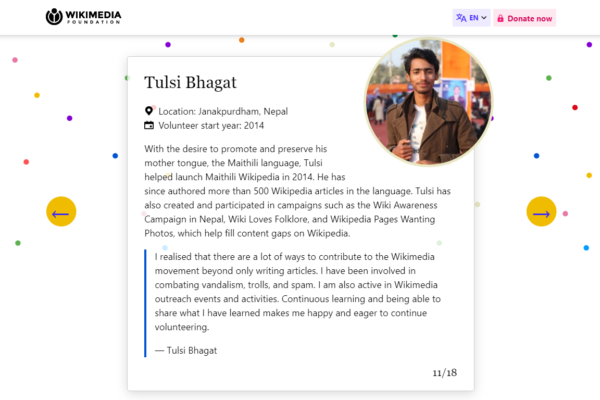 WIKIMEDIA
FOUNDATION
EN
Donate now
Tulsi Bhagat
Location: Janakpurdham, Nepal
Volunteer start year: 2014
With the desire to promote and preserve his
mother tongue, the Maithili language, Tulsi
helped launch Maithili Wikipedia in 2014. He has
since authored more than 500 Wikipedia articles in the language. Tulsi has
also created and participated in campaigns such as the Wiki Awareness
Campaign in Nepal, Wiki Loves Folklore, and Wikipedia Pages Wanting
Photos, which help fill content gaps on Wikipedia.
I realised that there are a lot of ways to contribute to the Wikimedia
movement beyond only writing articles. I have been involved in
combating vandalism, trolls, and spam. I am also active in Wikimedia
outreach events and activities. Continuous learning and being able to
share what I have learned makes me happy and eager to continue
volunteering.
— Tulsi Bhagat
11/18